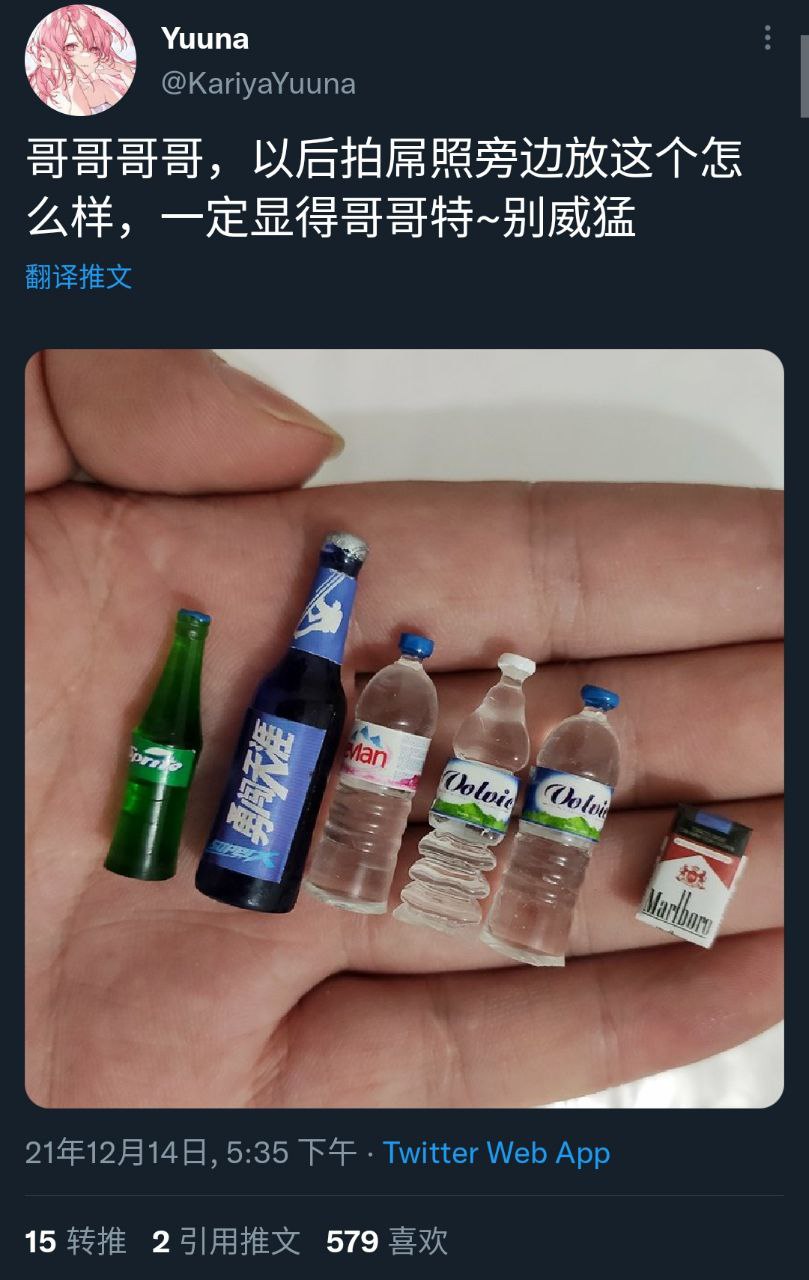 Yuuna
@KariyaYuuna
哥哥哥哥，以后拍屌照旁边放这个怎
么样，一定显得哥哥特~别威猛
翻译推文
Sprite
勇闯天涯
SUPERX
Man
Volvic
Volvic
Marlboro
21年12月14日, 5:35 下午 · Twitter Web App
15 转推 2 引用推文 579 喜欢